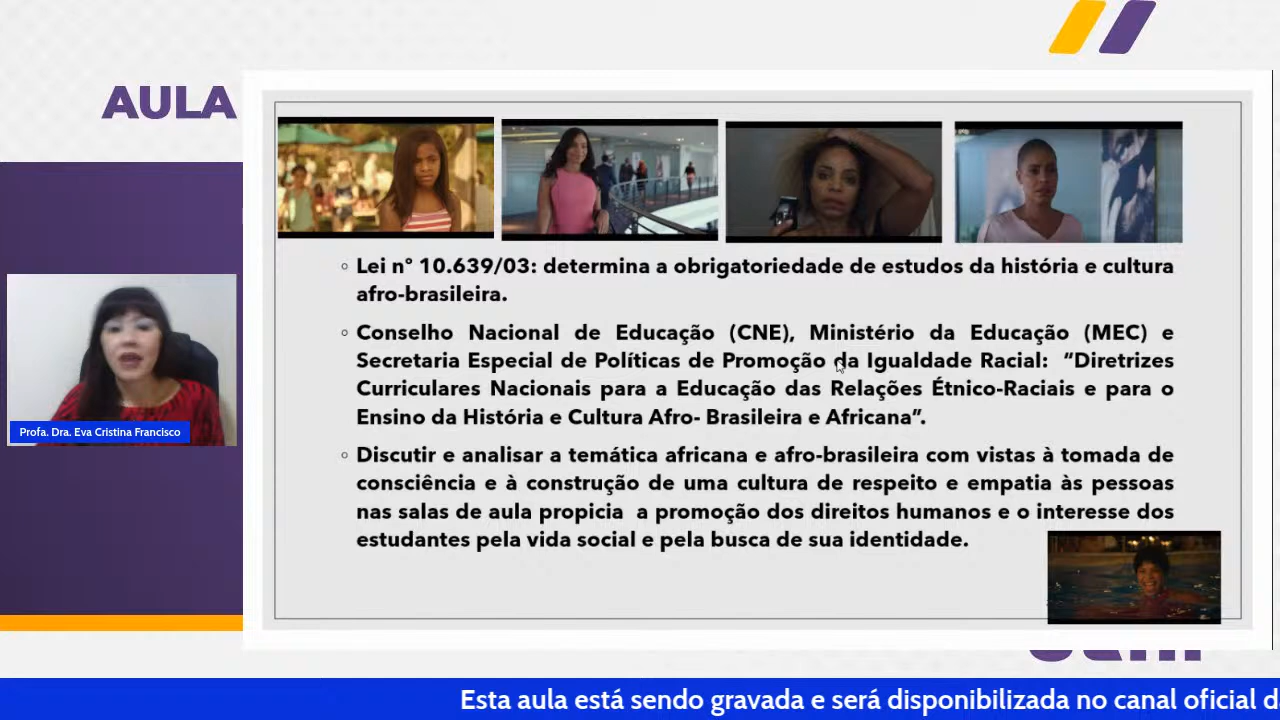 AULA
Lei nº 10.639/03: determina a obrigatoriedade de estudos da história e cultura
afro-brasileira.
Conselho Nacional de Educação (CNE), Ministério da Educação (MEC) e
Secretaria Especial de Políticas de Promoção da Igualdade Racial: “Diretrizes
Curriculares Nacionais para a Educação das Relações Étnico-Raciais e para o
Ensino da História e Cultura Afro- Brasileira e Africana”.
Discutir e analisar a temática africana e afro-brasileira com vistas à tomada de
consciência e à construção de uma cultura de respeito e empatia às pessoas
nas salas de aula propicia a promoção dos direitos humanos e o interesse dos
estudantes pela vida social e pela busca de sua identidade.
Profa. Dra. Eva Cristina Francisco
Esta aula está sendo gravada e será disponibilizada no canal oficial d